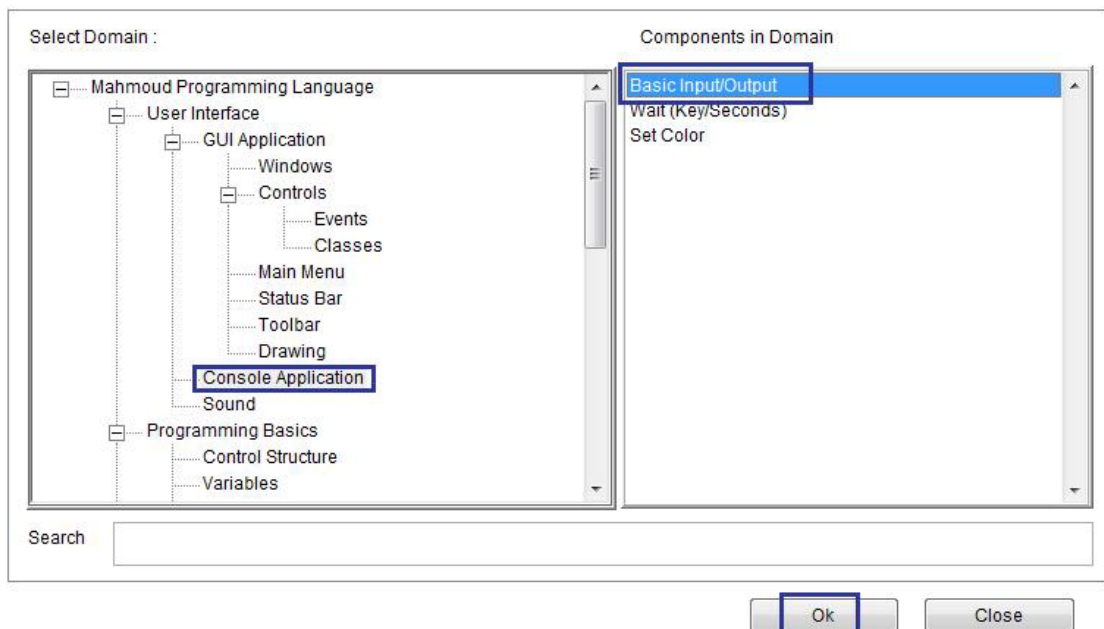 Select Domain :
Components in Domain
Mahmoud Programming Language
User Interface
GUI Application
Windows
Controls
Events
Classes
Main Menu
Status Bar
Toolbar
Drawing
Console Application
Sound
Programming Basics
Control Structure
Variables
Basic Input/Output
Wait (Key/Seconds)
Set Color
Search
Ok
Close